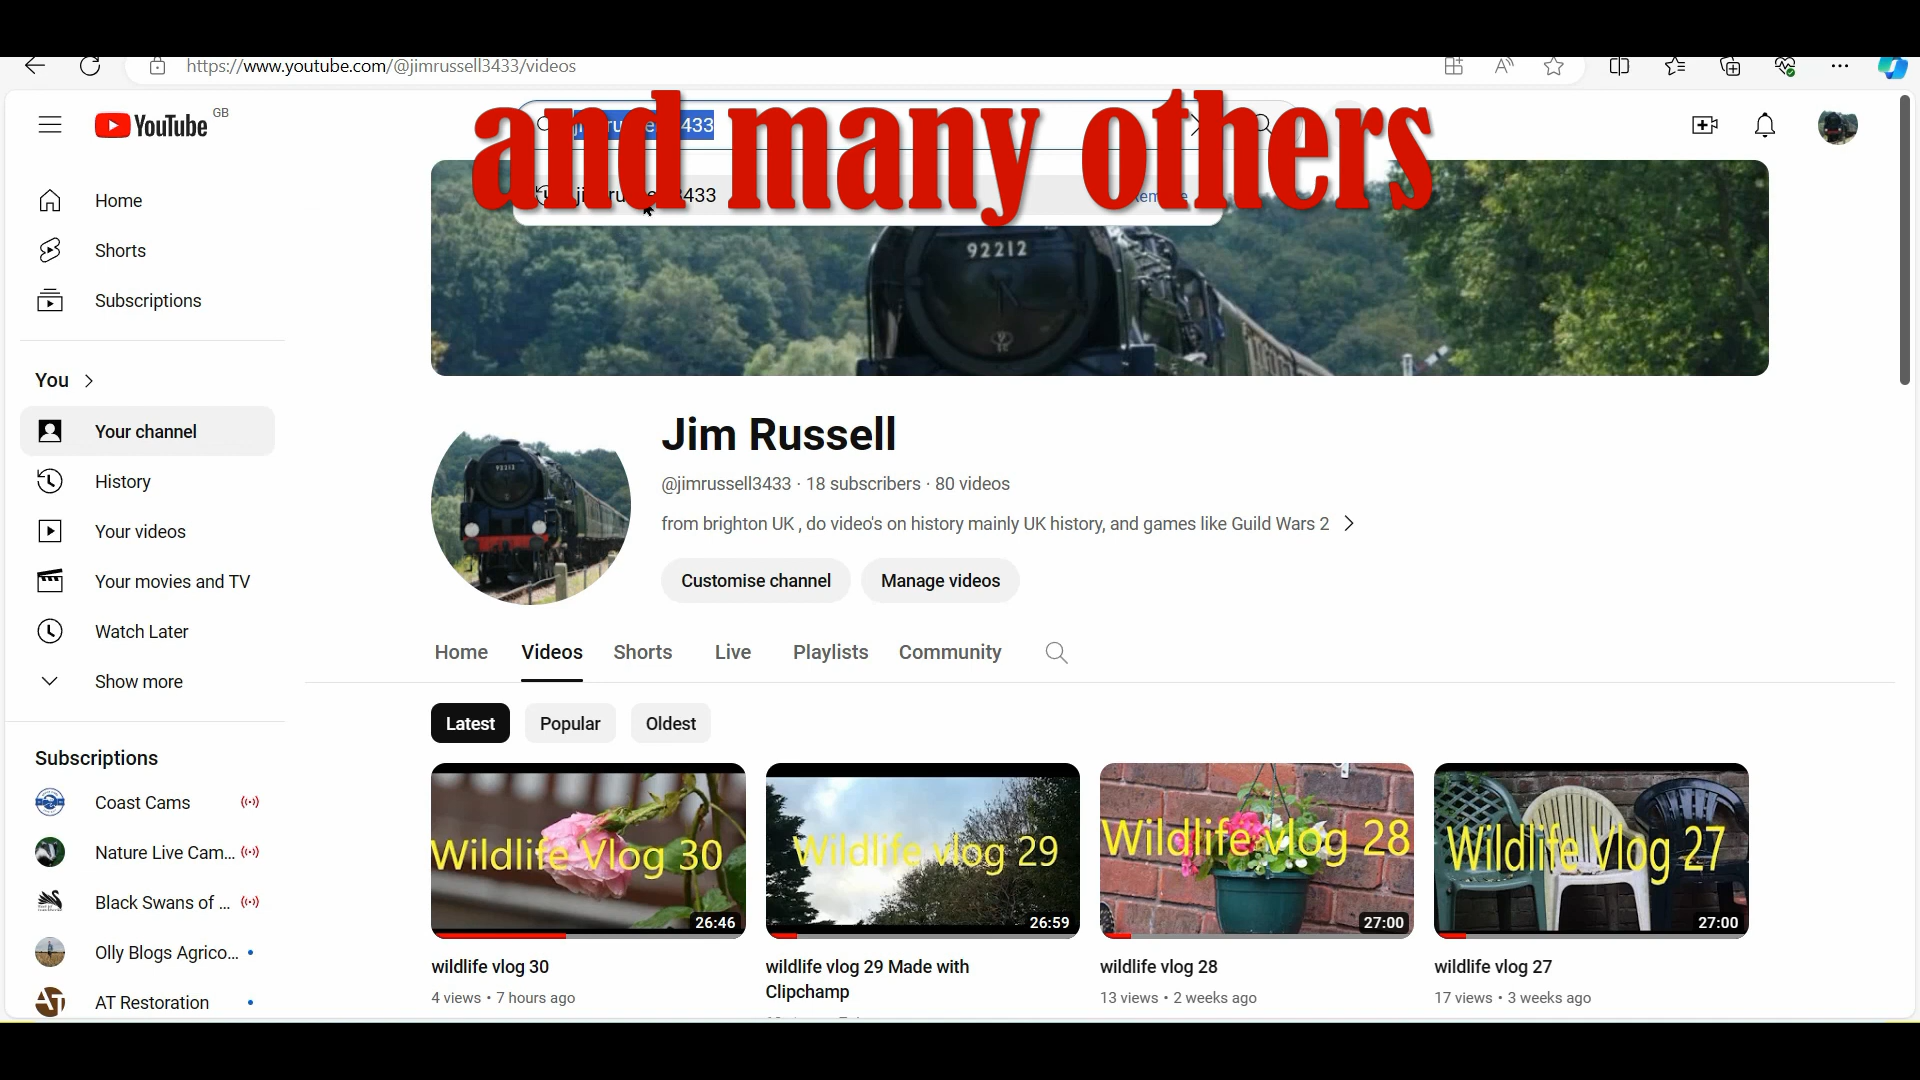 https://www.youtube.com/@jimrussell3433/videos
YouTube GB
and many others
Home
Shorts
Subscriptions
You
Your channel
History
Your videos
Your movies and TV
Watch Later
Show more
Subscriptions
Coast Cams
Nature Live Cam...
Black Swans of ...
Olly Blogs Agrico...
AT Restoration
92212
Jim Russell
@jimrussell3433 · 18 subscribers · 80 videos
from brighton UK , do video's on history mainly UK history, and games like Guild Wars 2
Customise channel Manage videos
Home Videos Shorts Live Playlists Community
Latest Popular Oldest
Wildlife Vlog 30
26:46
wildlife vlog 30
4 views • 7 hours ago
Wildlife vlog 29
26:59
wildlife vlog 29 Made with
Clipchamp
Wildlife vlog 28
27:00
wildlife vlog 28
13 views • 2 weeks ago
Wildlife Vlog 27
27:00
wildlife vlog 27
17 views • 3 weeks ago